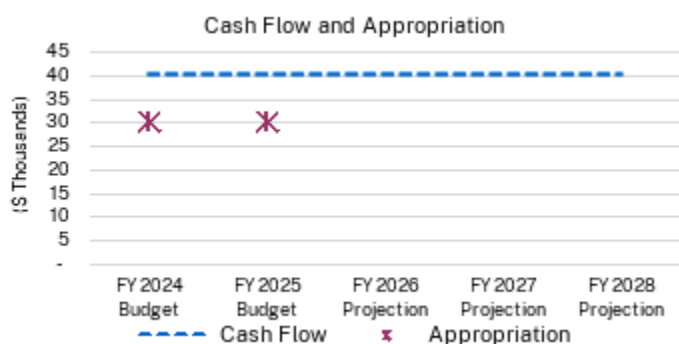 Cash Flow and Appropriation
45
40
35
30
25
20
15
10
5
-
($ Thousands)
FY 2024 FY 2025 FY 2026 FY 2027 FY 2028
Budget Budget Projection Projection Projection
Cash Flow Appropriation